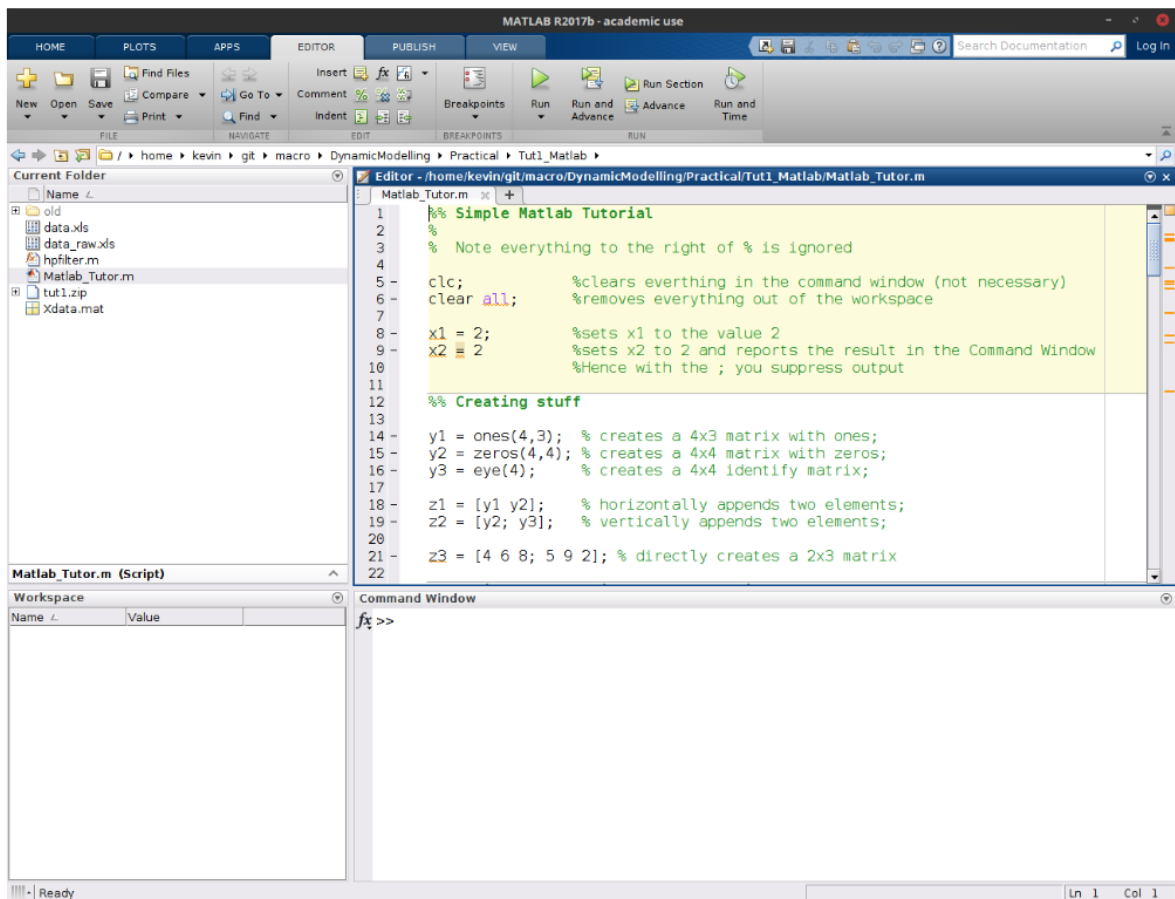 MATLAB R2017b - academic use
HOME PLOTS APPS EDITOR PUBLISH VIEW Search Documentation Log In
New Open Save Find Files Compare Print
FILE
Go To Find
NAVIGATE
Insert fx
Comment
Indent
EDIT
Breakpoints
BREAKPOINTS
Run Run and Advance Run Section Advance Run and Time
RUN
/ home kevin git macro DynamicModelling Practical Tut1_Matlab
Current Folder
Name
old
data.xls
data_raw.xls
hpfilter.m
Matlab_Tutor.m
tut1.zip
Xdata.mat
Matlab_Tutor.m (Script)
Workspace
Name Value
Editor - /home/kevin/git/macro/DynamicModelling/Practical/Tut1_Matlab/Matlab_Tutor.m
Matlab_Tutor.m +
1 %% Simple Matlab Tutorial
2 %
3 % Note everything to the right of % is ignored
4
5 - clc; %clears everthing in the command window (not necessary)
6 - clear all; %removes everything out of the workspace
7
8 - x1 = 2; %sets x1 to the value 2
9 - x2 = 2 %sets x2 to 2 and reports the result in the Command Window
10 %Hence with the ; you suppress output
11
12 %% Creating stuff
13
14 - y1 = ones(4,3); % creates a 4x3 matrix with ones;
15 - y2 = zeros(4,4); % creates a 4x4 matrix with zeros;
16 - y3 = eye(4); % creates a 4x4 identify matrix;
17
18 - z1 = [y1 y2]; % horizontally appends two elements;
19 - z2 = [y2; y3]; % vertically appends two elements;
20
21 - z3 = [4 6 8; 5 9 2]; % directly creates a 2x3 matrix
22
Command Window
fx >>
Ready
Ln 1 Col 1